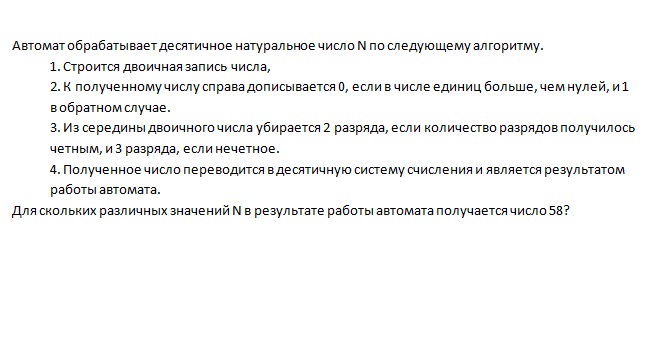 Автомат обрабатывает десятичное натуральное число N по следующему алгоритму.
1. Строится двоичная запись числа,
2. К полученному числу справа дописывается 0, если в числе единиц больше, чем нулей, и 1
в обратном случае.
3. Из середины двоичного числа убирается 2 разряда, если количество разрядов получилось
четным, и 3 разряда, если нечетное.
4. Полученное число переводится в десятичную систему счисления и является результатом
работы автомата.
Для скольких различных значений N в результате работы автомата получается число 58?